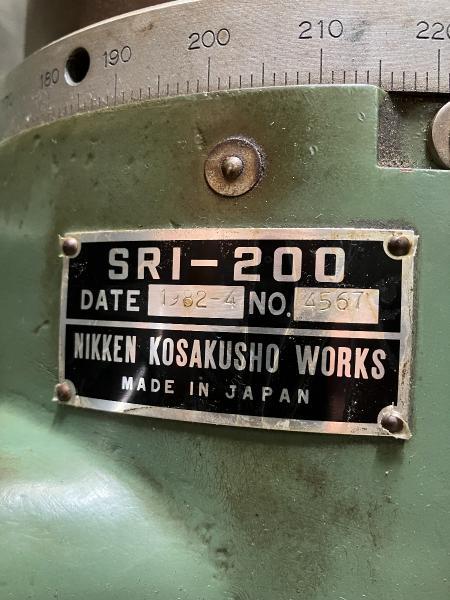 180 190 200 210 220
SRI-200
DATE 1982-4 NO. 4567
NIKKEN KOSAKUSHO WORKS
MADE IN JAPAN